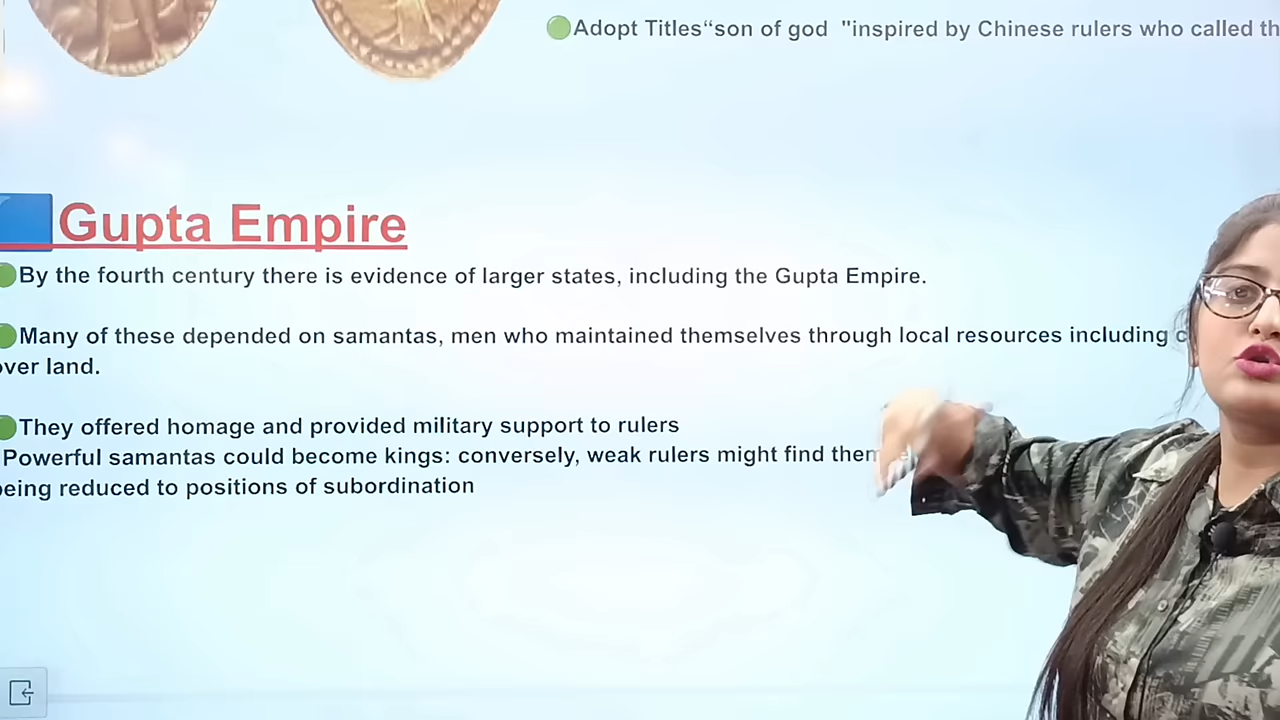 Adopt Titles“son of god "inspired by Chinese rulers who called
Gupta Empire
By the fourth century there is evidence of larger states, including the Gupta Empire.
Many of these depended on samantas, men who maintained themselves through local resources including
over land.
They offered homage and provided military support to rulers
Powerful samantas could become kings: conversely, weak rulers might find
being reduced to positions of subordination